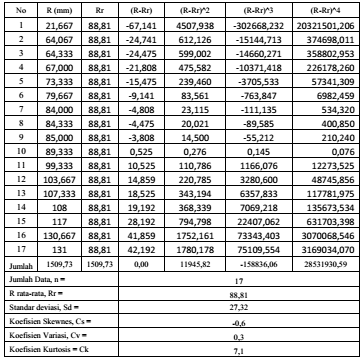 No R (mm) Rr (R-Rr) (R-Rr)^2 (R-Rr)^3 (R-Rr)^4
1 21,667 88,81 -67,141 4507,938 -302668,232 20321501,206
2 64,067 88,81 -24,741 612,126 -15144,713 374698,011
3 64,333 88,81 -24,475 599,002 -14660,271 358802,953
4 67,000 88,81 -21,808 475,582 -10371,418 226178,260
5 73,333 88,81 -15,475 239,460 -3705,533 57341,309
6 79,667 88,81 -9,141 83,561 -763,847 6982,459
7 84,000 88,81 -4,808 23,115 -111,135 534,320
8 84,333 88,81 -4,475 20,021 -89,585 400,850
9 85,000 88,81 -3,808 14,500 -55,212 210,240
10 89,333 88,81 0,525 0,276 0,145 0,076
11 99,333 88,81 10,525 110,786 1166,076 12273,525
12 103,667 88,81 14,859 220,785 3280,600 48745,856
13 107,333 88,81 18,525 343,194 6357,833 117781,975
14 108 88,81 19,192 368,339 7069,218 135673,534
15 117 88,81 28,192 794,798 22407,062 631703,398
16 130,667 88,81 41,859 1752,161 73343,403 3070068,546
17 131 88,81 42,192 1780,178 75109,554 3169034,070
Jumlah 1509,73 1509,73 0,00 11945,82 -158836,06 28531930,59
Jumlah Data, n = 17
R rata-rata, Rr = 88,81
Standar deviasi, Sd = 27,32
Koefisien Skewnes, Cs = -0,6
Koefisien Variasi, Cv = 0,3
Koefisien Kurtosis = Ck 7,1